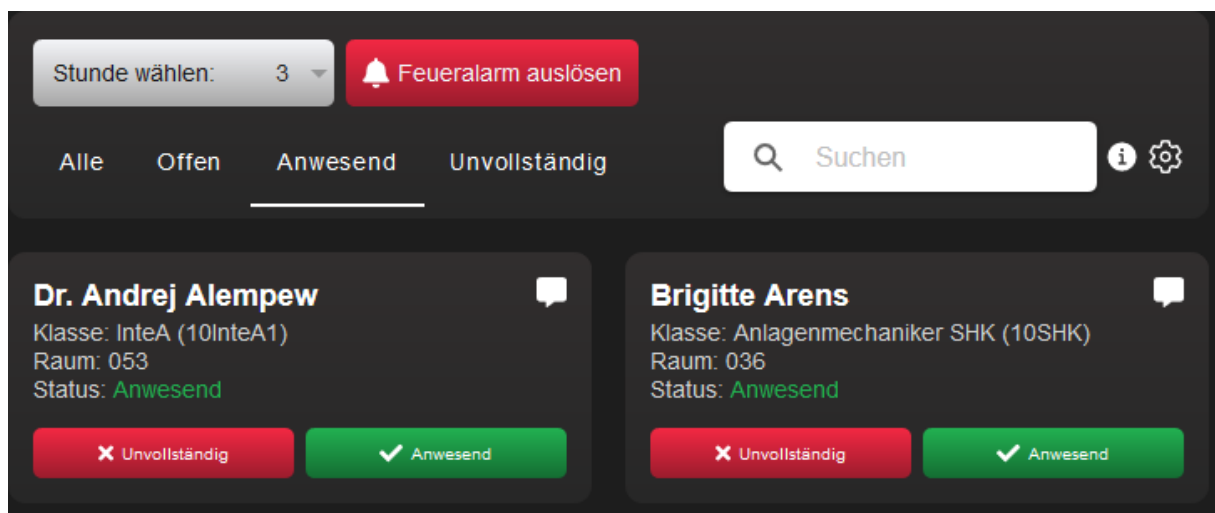 Stunde wählen: 3 Feueralarm auslösen
Alle Offen Anwesend Unvollständig Suchen
Dr. Andrej Alempew
Klasse: InteA (10InteA1)
Raum: 053
Status: Anwesend
Unvollständig Anwesend
Brigitte Arens
Klasse: Anlagenmechaniker SHK (10SHK)
Raum: 036
Status: Anwesend
Unvollständig Anwesend